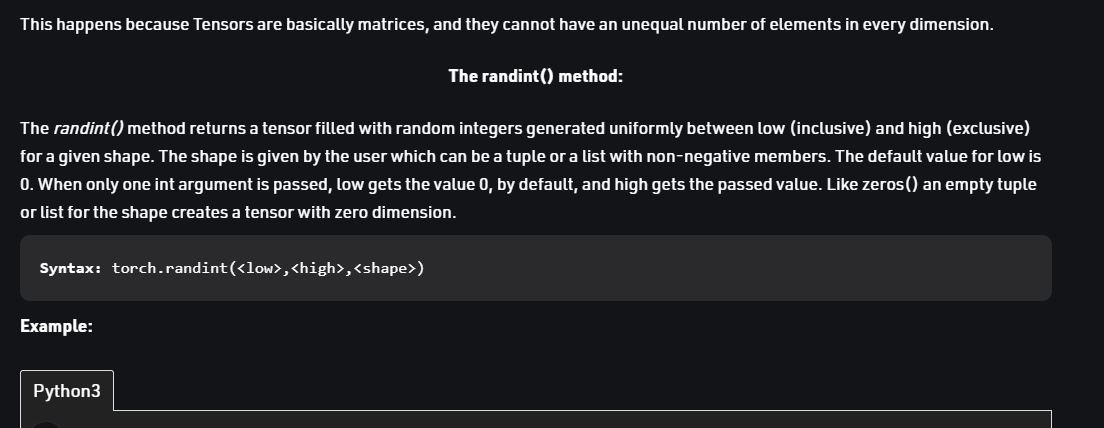 This happens because Tensors are basically matrices, and they cannot have an unequal number of elements in every dimension.
The randint() method:
The randint() method returns a tensor filled with random integers generated uniformly between low (inclusive) and high (exclusive)
for a given shape. The shape is given by the user which can be a tuple or a list with non-negative members. The default value for low is
0. When only one int argument is passed, low gets the value 0, by default, and high gets the passed value. Like zeros() an empty tuple
or list for the shape creates a tensor with zero dimension.
Syntax: torch.randint(<low>,<high>,<shape>)
Example:
Python3